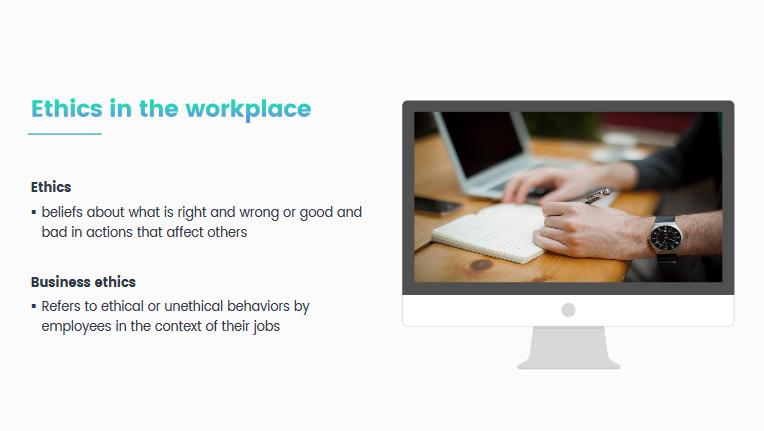 Ethics in the workplace
Ethics
▪ beliefs about what is right and wrong or good and
bad in actions that affect others
Business ethics
▪ Refers to ethical or unethical behaviors by
employees in the context of their jobs